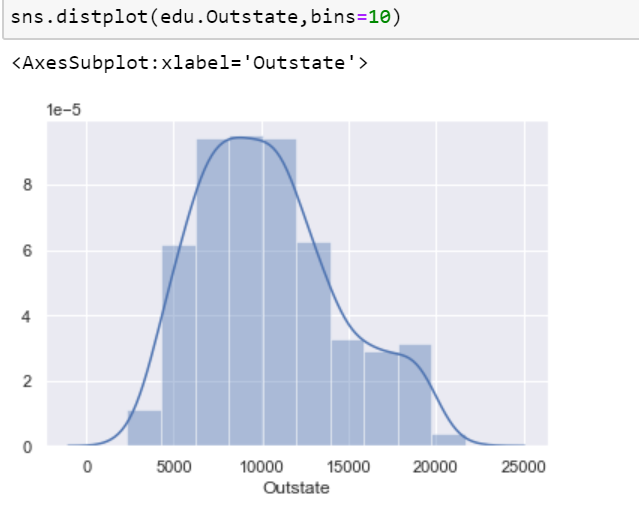 sns.distplot(edu.Outstate,bins=10)
<AxesSubplot:xlabel='Outstate'>
1e−5
8
6
4
2
0
0 5000 10000 15000 20000 25000
Outstate